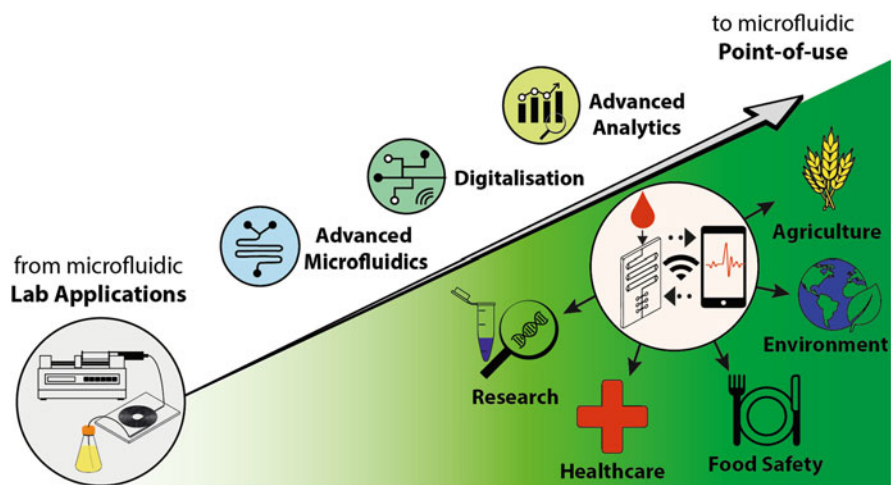 to microfluidic
Point-of-use
Advanced
Analytics
Digitalisation
Advanced
Microfluidics
from microfluidic
Lab Applications
Agriculture
Environment
Research
Healthcare
Food Safety